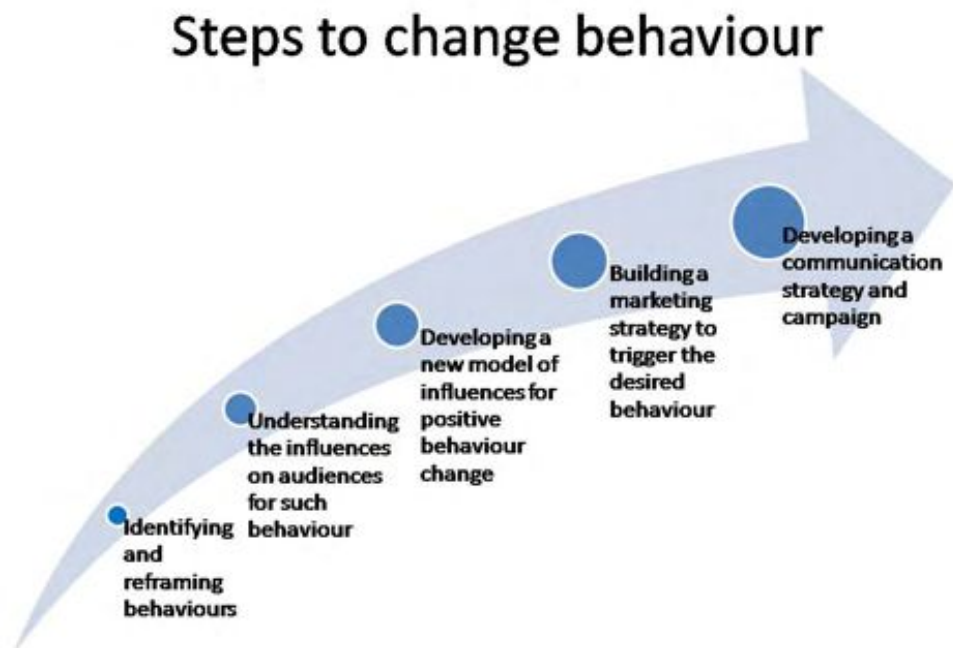 Steps to change behaviour
Identifying
and
reframing
behaviours
Understanding
the influences
on audiences
for such
behaviour
Developing a
new model of
influences for
positive
behaviour
change
Building a
marketing
strategy to
trigger the
desired
behaviour
Developing a
communication
strategy and
campaign